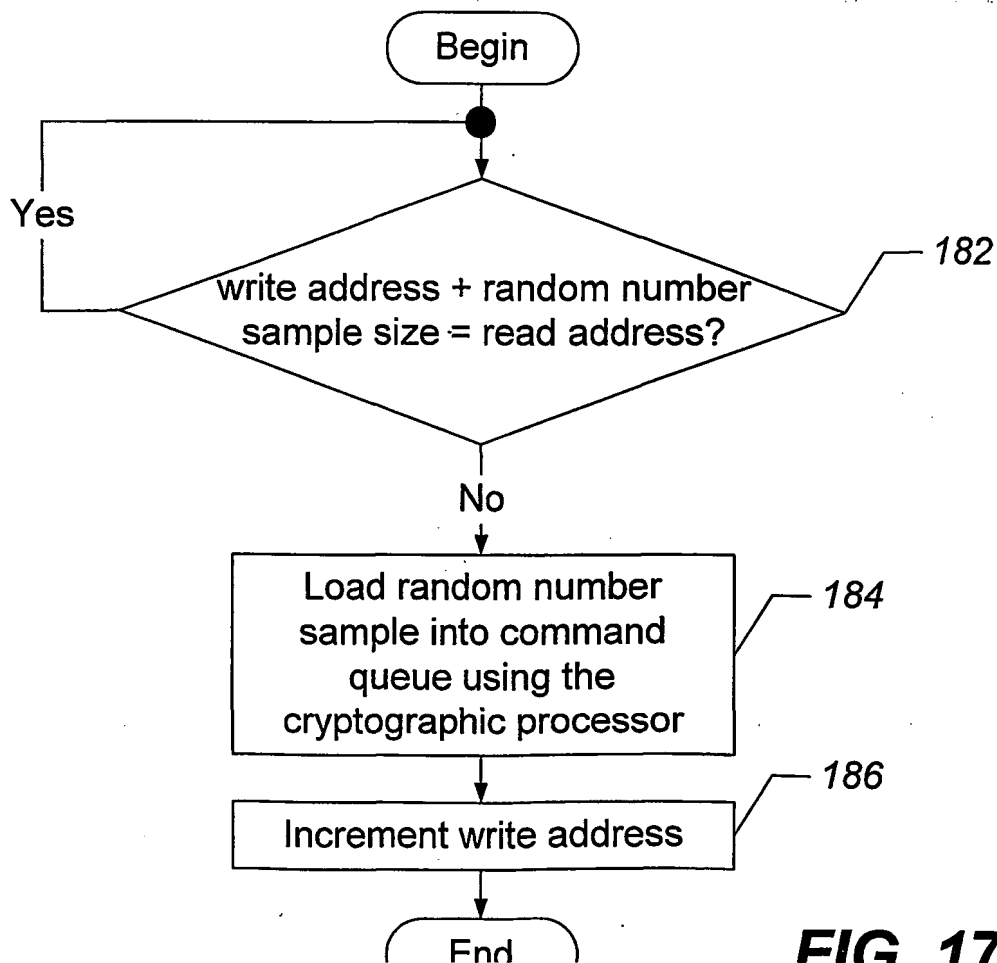 Begin
Yes
182
write address + random number
sample size = read address?
No
Load random number
sample into command
queue using the
cryptographic processor
184
186
Increment write address
End
FIG. 17